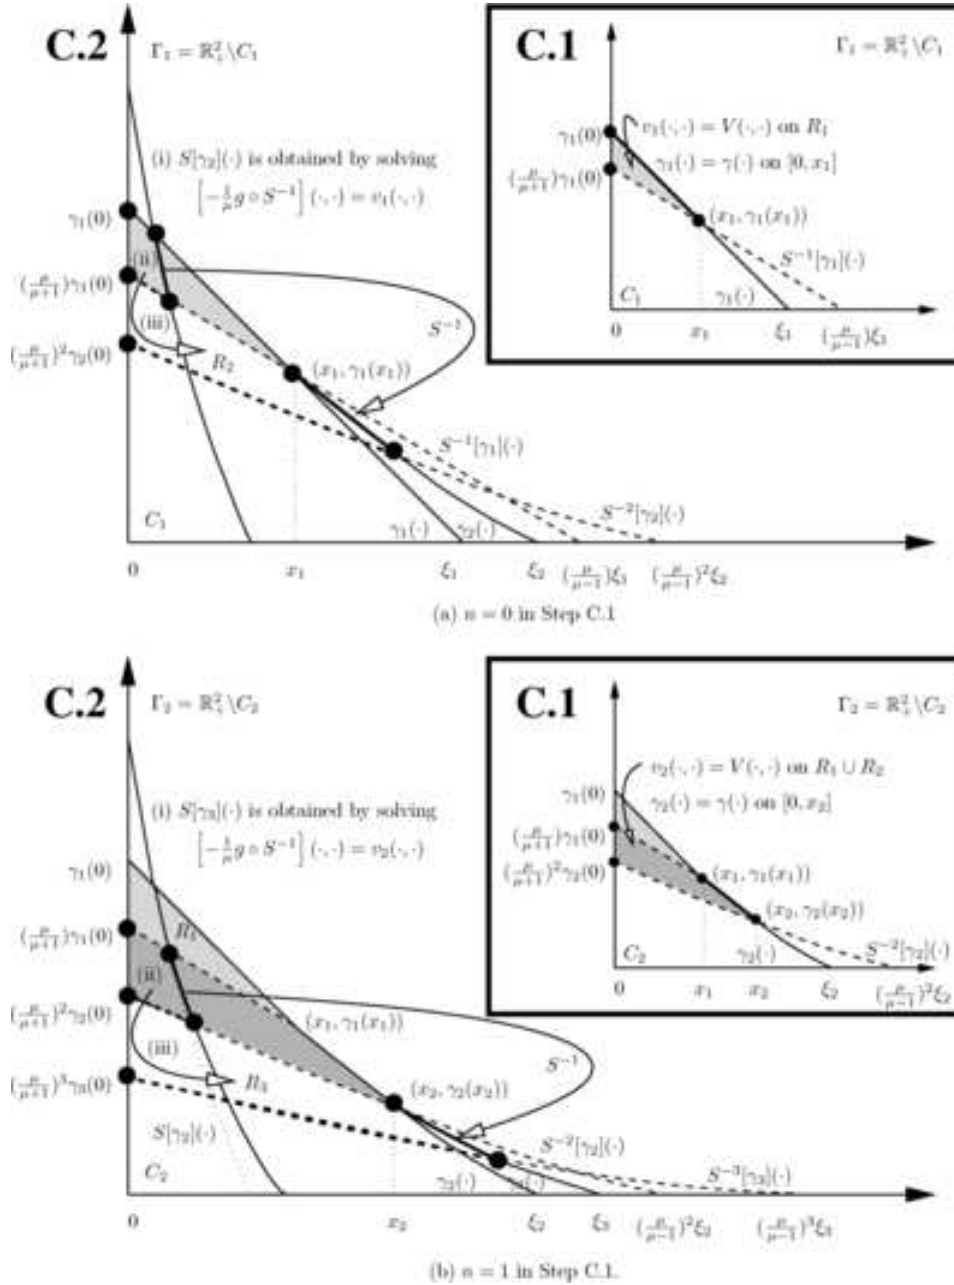 C.2
Γ₁ = ℝ²₊\C₁
(i) S[γ₂](·) is obtained by solving
[−(1/μ) g ∘ S⁻¹] (·,·) = v₁(·,·)
γ₁(0)
(μ/(μ+1))γ₁(0)
(μ/(μ+1))²γ₂(0)
(ii)
(iii)
R₂
S⁻¹
(x₁, γ₁(x₁))
S⁻¹[γ₁](·)
S⁻²[γ₂](·)
C₁
γ₁(·)
γ₂(·)
0
x₁
ξ₁
ξ₂
(μ/(μ−1))ξ₁
(μ/(μ−1))²ξ₂
C.1
Γ₁ = ℝ²₊\C₁
v₁(·,·) = V(·,·) on R₁
γ₁(·) = γ(·) on [0, x₁]
γ₁(0)
(μ/(μ+1))γ₁(0)
(x₁, γ₁(x₁))
S⁻¹[γ₁](·)
C₁
γ₁(·)
0
x₁
ξ₁
(μ/(μ−1))ξ₁
(a) n = 0 in Step C.1
C.2
Γ₂ = ℝ²₊\C₂
(i) S[γ₃](·) is obtained by solving
[−(1/μ) g ∘ S⁻¹] (·,·) = v₂(·,·)
γ₁(0)
(μ/(μ+1))γ₁(0)
(μ/(μ+1))²γ₂(0)
(μ/(μ+1))³γ₃(0)
R₁
(ii)
(iii)
R₃
S⁻¹
(x₁, γ₁(x₁))
(x₂, γ₂(x₂))
S[γ₂](·)
S⁻²[γ₂](·)
S⁻³[γ₃](·)
C₂
γ₂(·)
0
x₂
ξ₂
ξ₃
(μ/(μ−1))²ξ₂
(μ/(μ−1))³ξ₃
C.1
Γ₂ = ℝ²₊\C₂
v₂(·,·) = V(·,·) on R₁ ∪ R₂
γ₂(·) = γ(·) on [0, x₂]
γ₁(0)
(μ/(μ+1))γ₁(0)
(μ/(μ+1))²γ₂(0)
(x₁, γ₁(x₁))
(x₂, γ₂(x₂))
S⁻²[γ₂](·)
C₂
γ₂(·)
0
x₁
x₂
ξ₂
(μ/(μ−1))²ξ₂
(b) n = 1 in Step C.1.